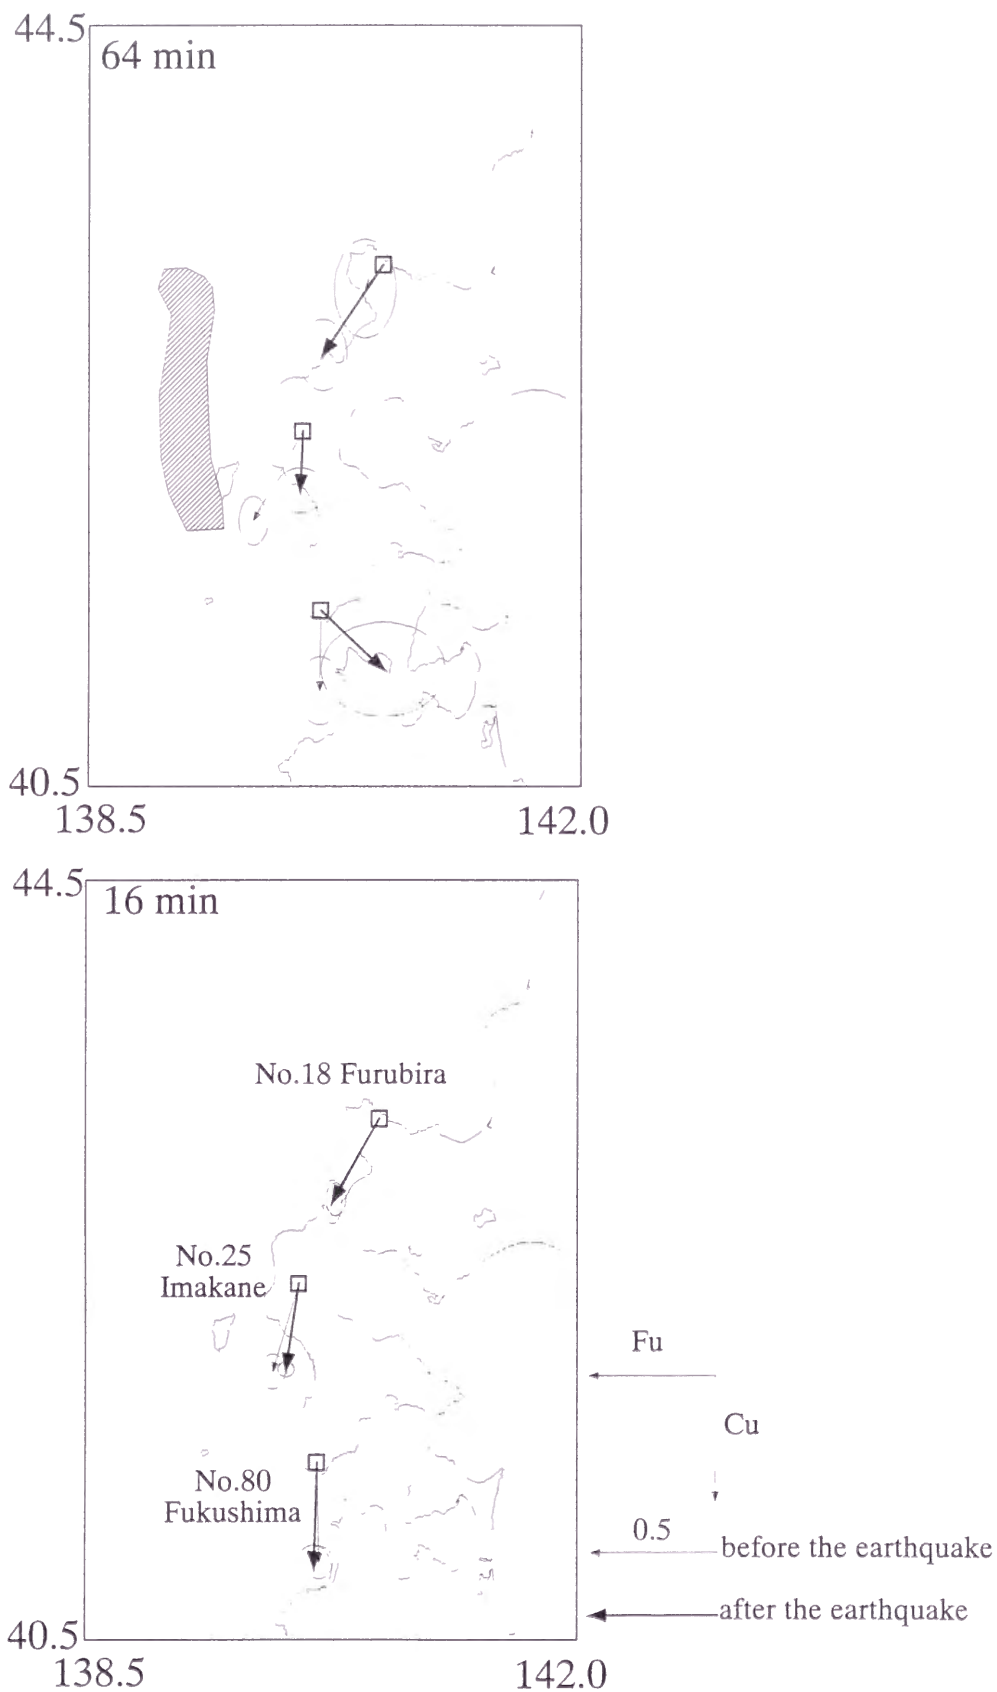 44.5
64 min
40.5
138.5 142.0
44.5
16 min
No.18 Furubira
No.25
Imakane
Fu
Cu
No.80
Fukushima
0.5
before the earthquake
after the earthquake
40.5
138.5 142.0